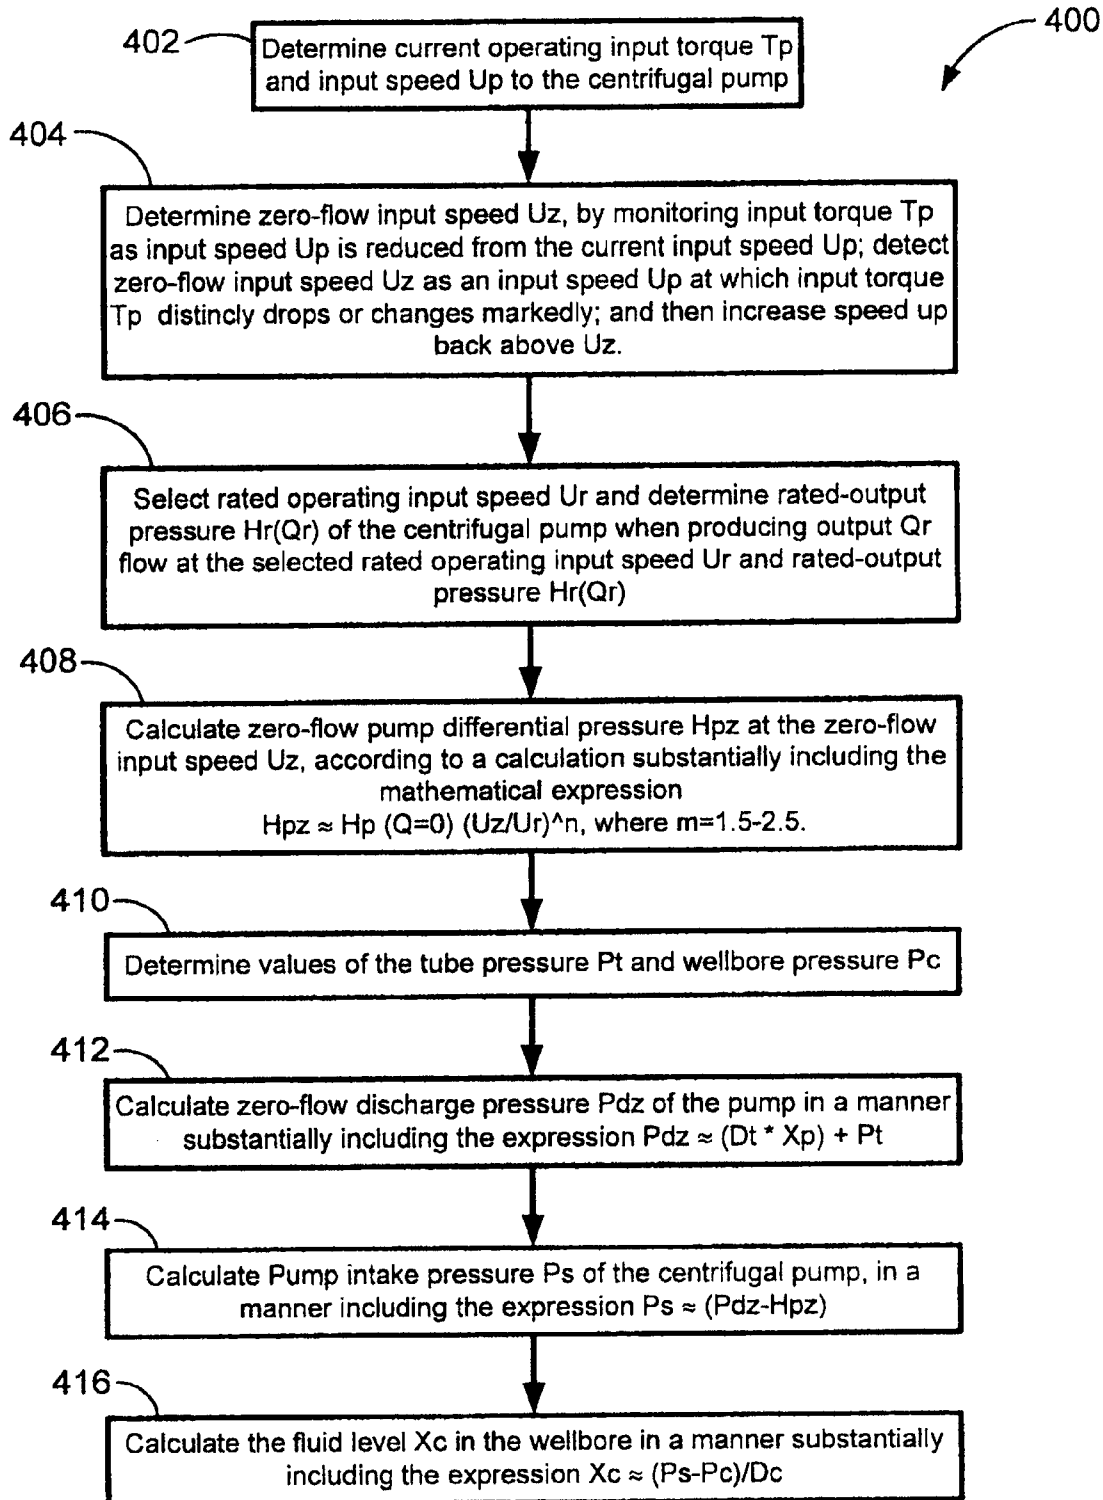 400
402
Determine current operating input torque Tp
and input speed Up to the centrifugal pump
404
Determine zero-flow input speed Uz, by monitoring input torque Tp
as input speed Up is reduced from the current input speed Up; detect
zero-flow input speed Uz as an input speed Up at which input torque
Tp distincly drops or changes markedly; and then increase speed up
back above Uz.
406
Select rated operating input speed Ur and determine rated-output
pressure Hr(Qr) of the centrifugal pump when producing output Qr
flow at the selected rated operating input speed Ur and rated-output
pressure Hr(Qr)
408
Calculate zero-flow pump differential pressure Hpz at the zero-flow
input speed Uz, according to a calculation substantially including the
mathematical expression
Hpz ≈ Hp (Q=0) (Uz/Ur)^n, where m=1.5-2.5.
410
Determine values of the tube pressure Pt and wellbore pressure Pc
412
Calculate zero-flow discharge pressure Pdz of the pump in a manner
substantially including the expression Pdz ≈ (Dt * Xp) + Pt
414
Calculate Pump intake pressure Ps of the centrifugal pump, in a
manner including the expression Ps ≈ (Pdz-Hpz)
416
Calculate the fluid level Xc in the wellbore in a manner substantially
including the expression Xc ≈ (Ps-Pc)/Dc